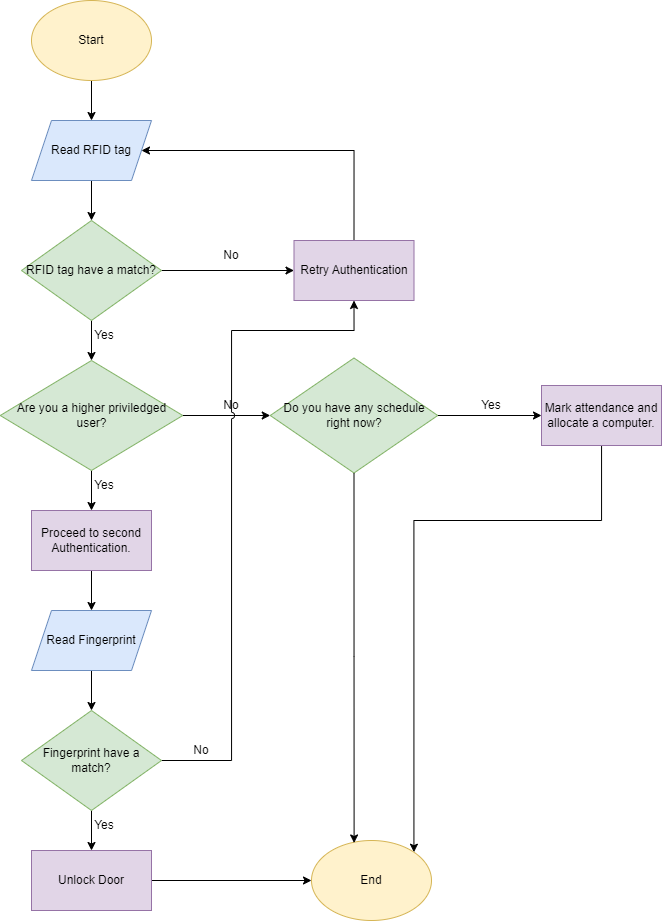 Start
Read RFID tag
RFID tag have a match?
No
Retry Authentication
Yes
Are you a higher priviledged
user?
No
Do you have any schedule
right now?
Yes
Mark attendance and
allocate a computer.
Yes
Proceed to second
Authentication.
Read Fingerprint
Fingerprint have a
match?
No
Yes
Unlock Door
End